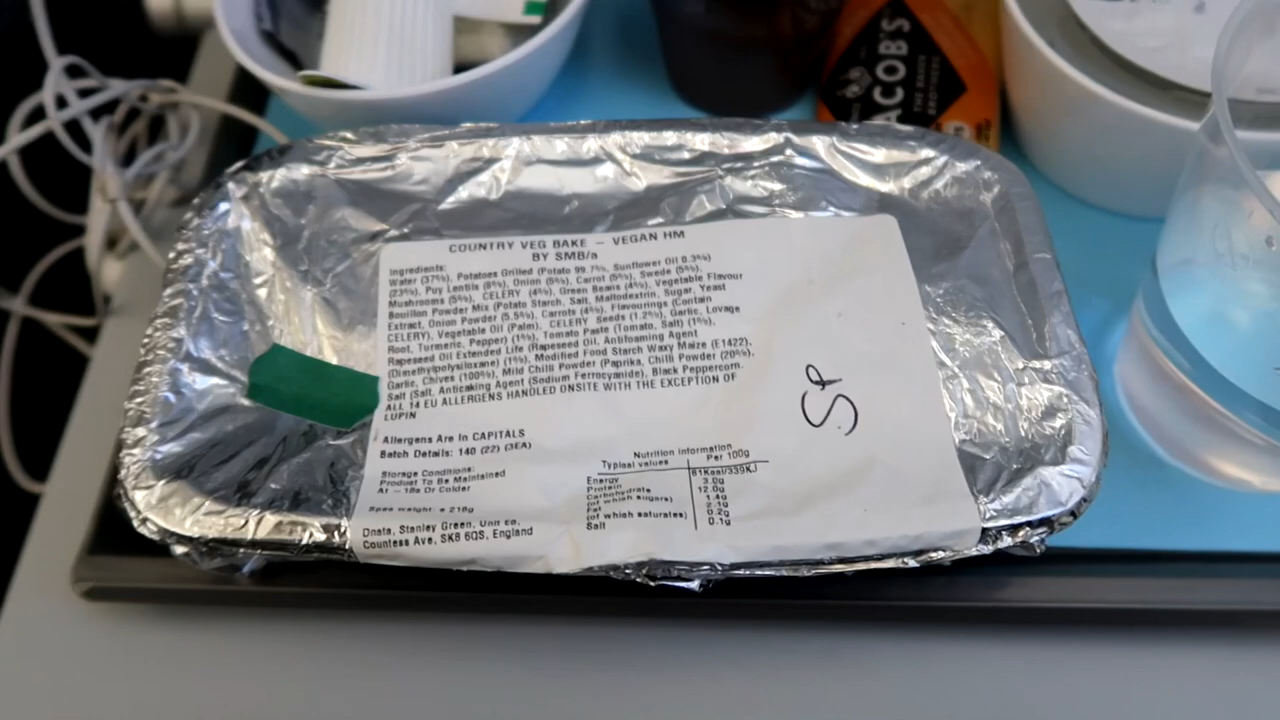 COUNTRY VEG BAKE – VEGAN HM
BY SMB/a
Ingredients:
Water (37%), Potatoes Grilled (Potato 99.7%, Sunflower Oil 0.3%)
(23%), Puy Lentils (8%), Onion (5%), Carrot (5%), Swede (5%),
Mushrooms (5%), CELERY (4%), Green Beans (4%), Vegetable Flavour
Bouillon Powder Mix (Potato Starch, Salt, Maltodextrin, Sugar, Yeast
Extract, Onion Powder (5.5%), Carrots (4%), Flavourings (Contain
CELERY), Vegetable Oil (Palm), CELERY Seeds (1.2%), Garlic, Lovage
Root, Turmeric, Pepper) (1%), Tomato Paste (Tomato, Salt) (1%),
Rapeseed Oil Extended Life (Rapeseed Oil, Antifoaming Agent
(Dimethylpolysiloxane) (1%), Modified Food Starch Waxy Maize (E1422),
Garlic, Chives (100%), Mild Chilli Powder (Paprika, Chilli Powder (20%),
Salt (Salt, Anticaking Agent (Sodium Ferrocyanide), Black Peppercorn.
ALL 14 EU ALLERGENS HANDLED ONSITE WITH THE EXCEPTION OF
LUPIN
Allergens Are In CAPITALS
Batch Details: 140 (22) (3EA)
Storage Conditions:
Product To Be Maintained
At – 18c Or Colder
weight: 218g
Dnata, Stanley Green, Unit
Countess Ave, SK8 6QS, England
Nutrition Information
Typical values Per 100g
Energy 81Kcal/339KJ
Protein 3.0g
Carbohydrate 12.0g
(of which sugars) 1.4g
Fat 2.1g
(of which saturates) 0.2g
Salt 0.1g
SP
ACOB'S
THE BAKER
BROTHERS